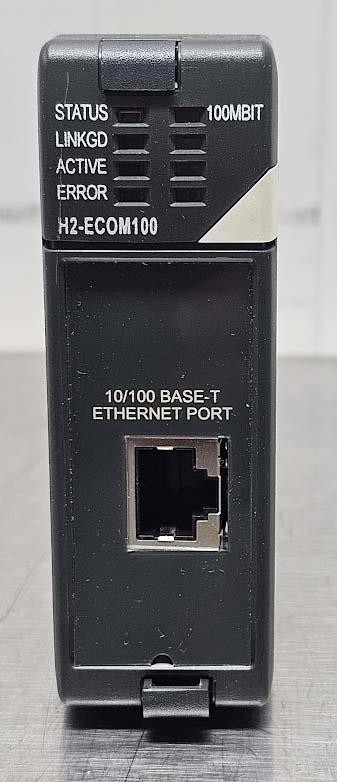 STATUS 100MBIT
LINKGD
ACTIVE
ERROR
H2-ECOM100
10/100 BASE-T
ETHERNET PORT